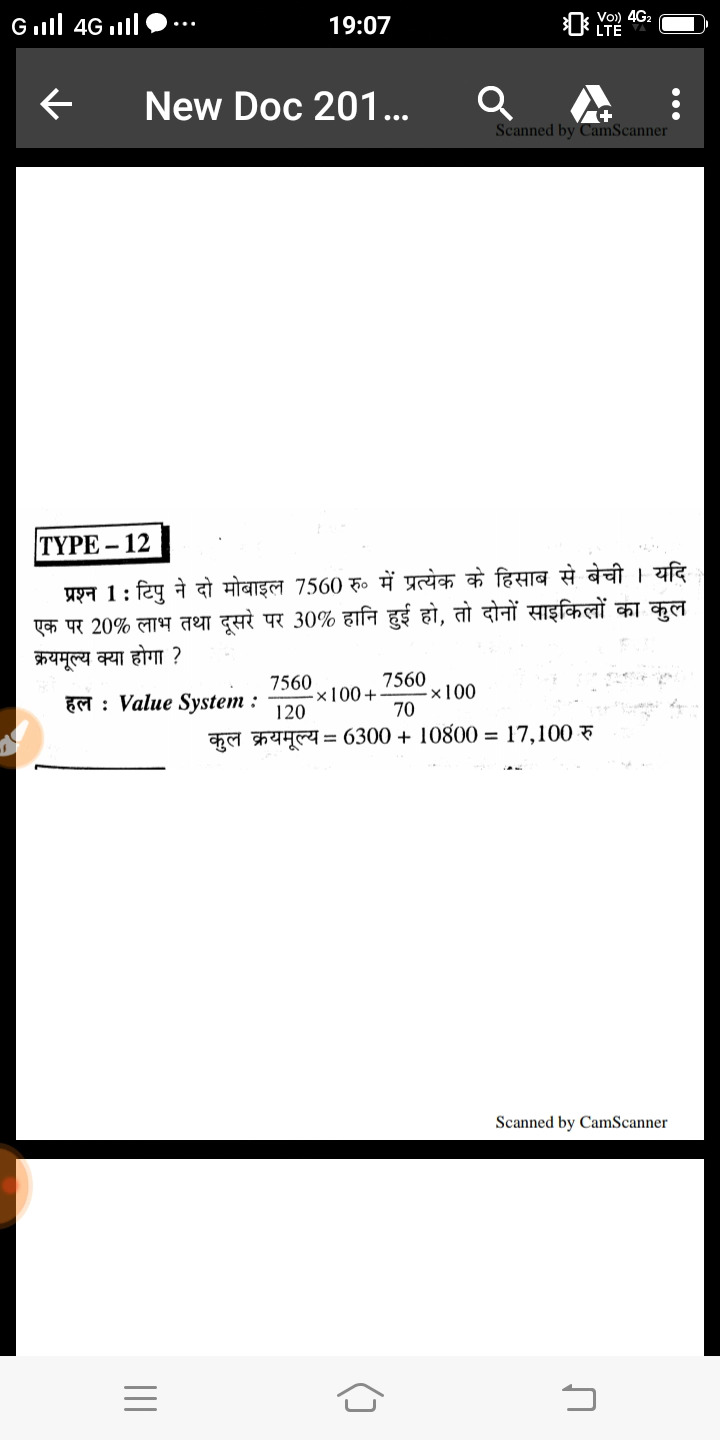 G 4G ... 19:07 Vo)) LTE 4G2
New Doc 201...
Scanned by CamScanner
TYPE – 12
प्रश्न 1 : टिपु ने दो मोबाइल 7560 रु० में प्रत्येक के हिसाब से बेची । यदि
एक पर 20% लाभ तथा दूसरे पर 30% हानि हुई हो, तो दोनों साइकिलों का कुल
क्रयमूल्य क्या होगा ?
हल : Value System : 7560/120 ×100 + 7560/70 ×100
कुल क्रयमूल्य = 6300 + 10800 = 17,100 रु
Scanned by CamScanner